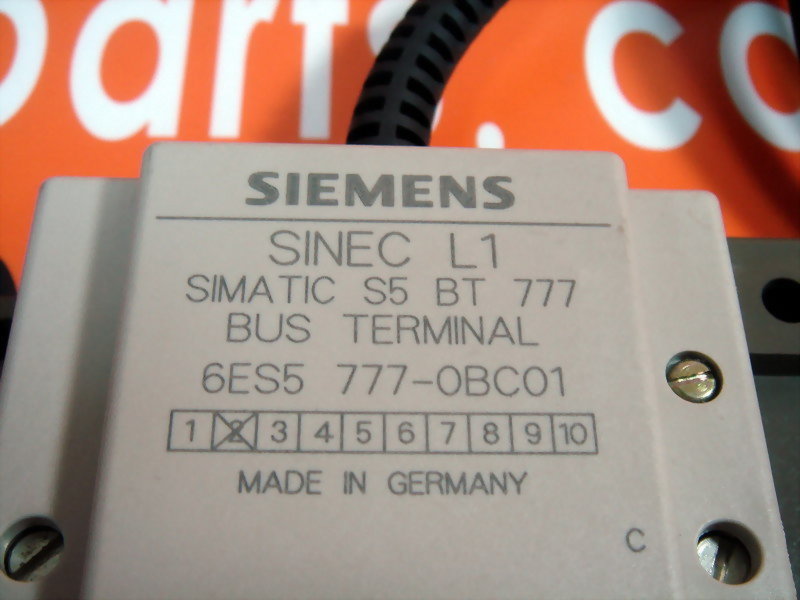 parts. co
SIEMENS
SINEC L1
SIMATIC S5 BT 777
BUS TERMINAL
6ES5 777-0BC01
1 2 3 4 5 6 7 8 9 10
MADE IN GERMANY
C